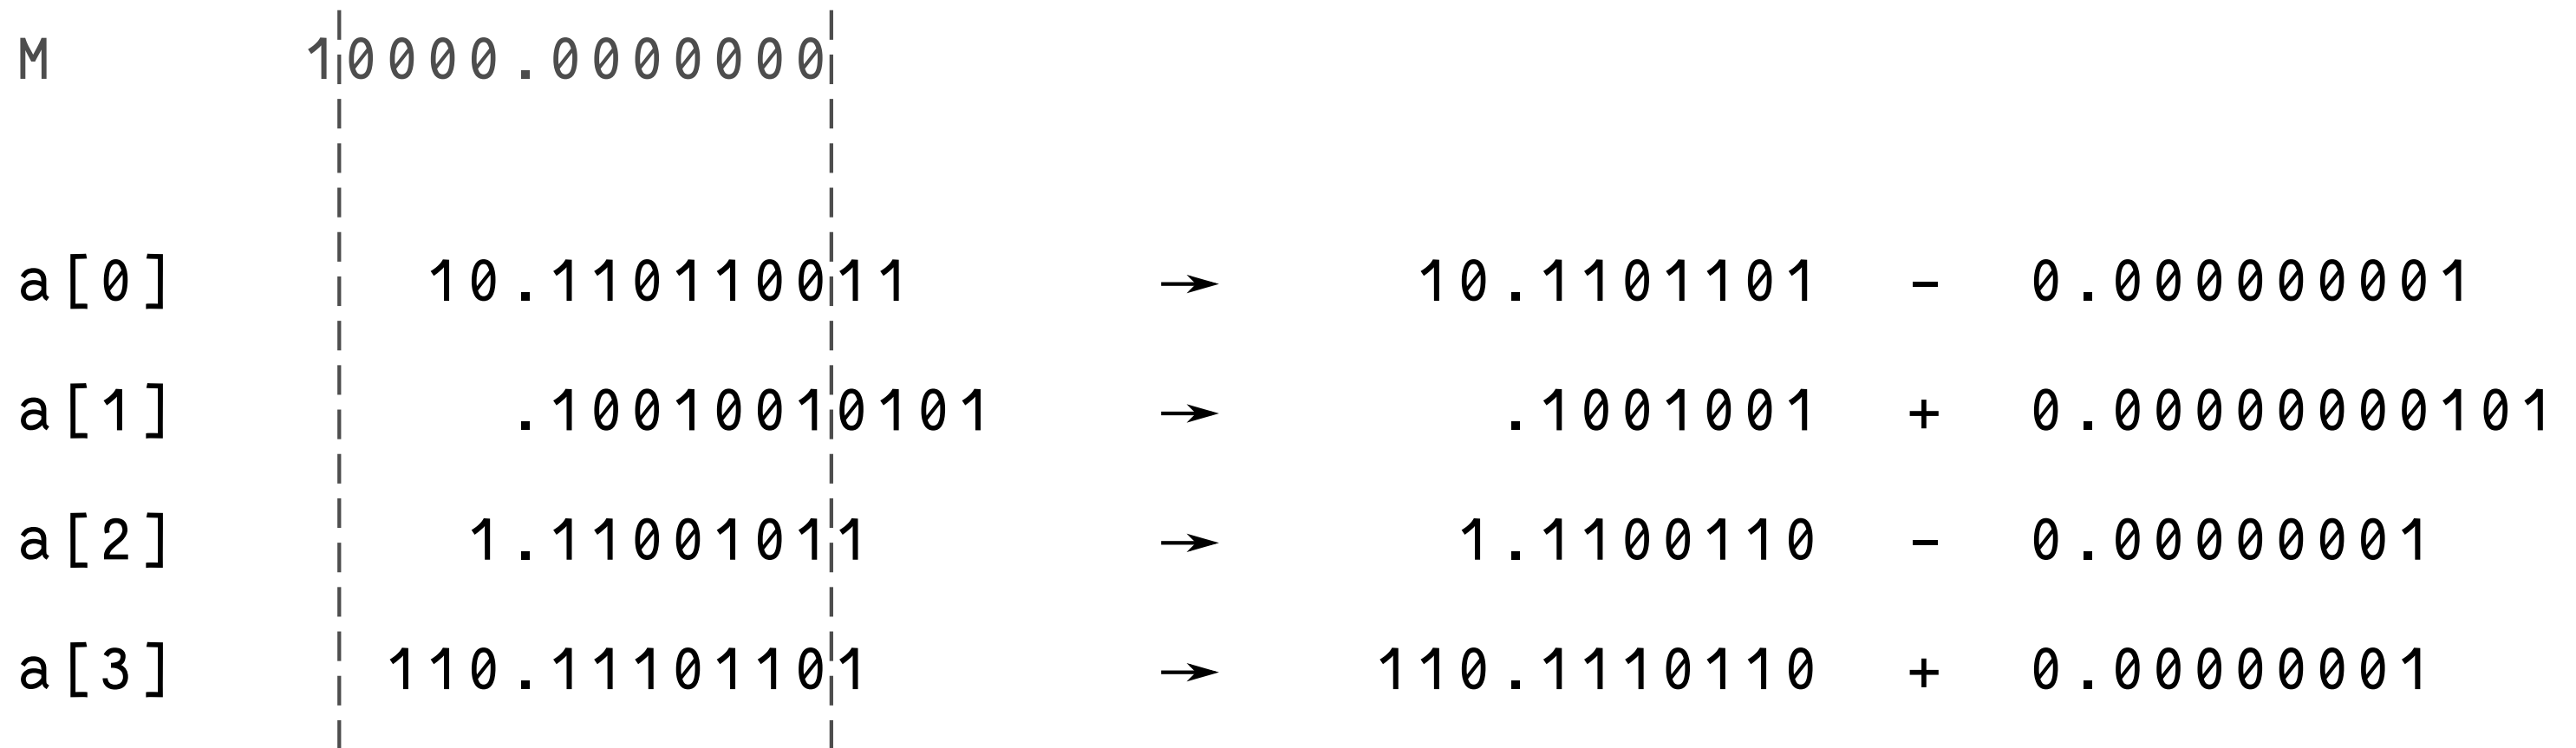 M 10000.0000000
a[0] 10.110110011 → 10.1101101 - 0.000000001
a[1] .10010010101 → .1001001 + 0.00000000101
a[2] 1.11001011 → 1.1100110 - 0.00000001
a[3] 110.11101101 → 110.1110110 + 0.00000001